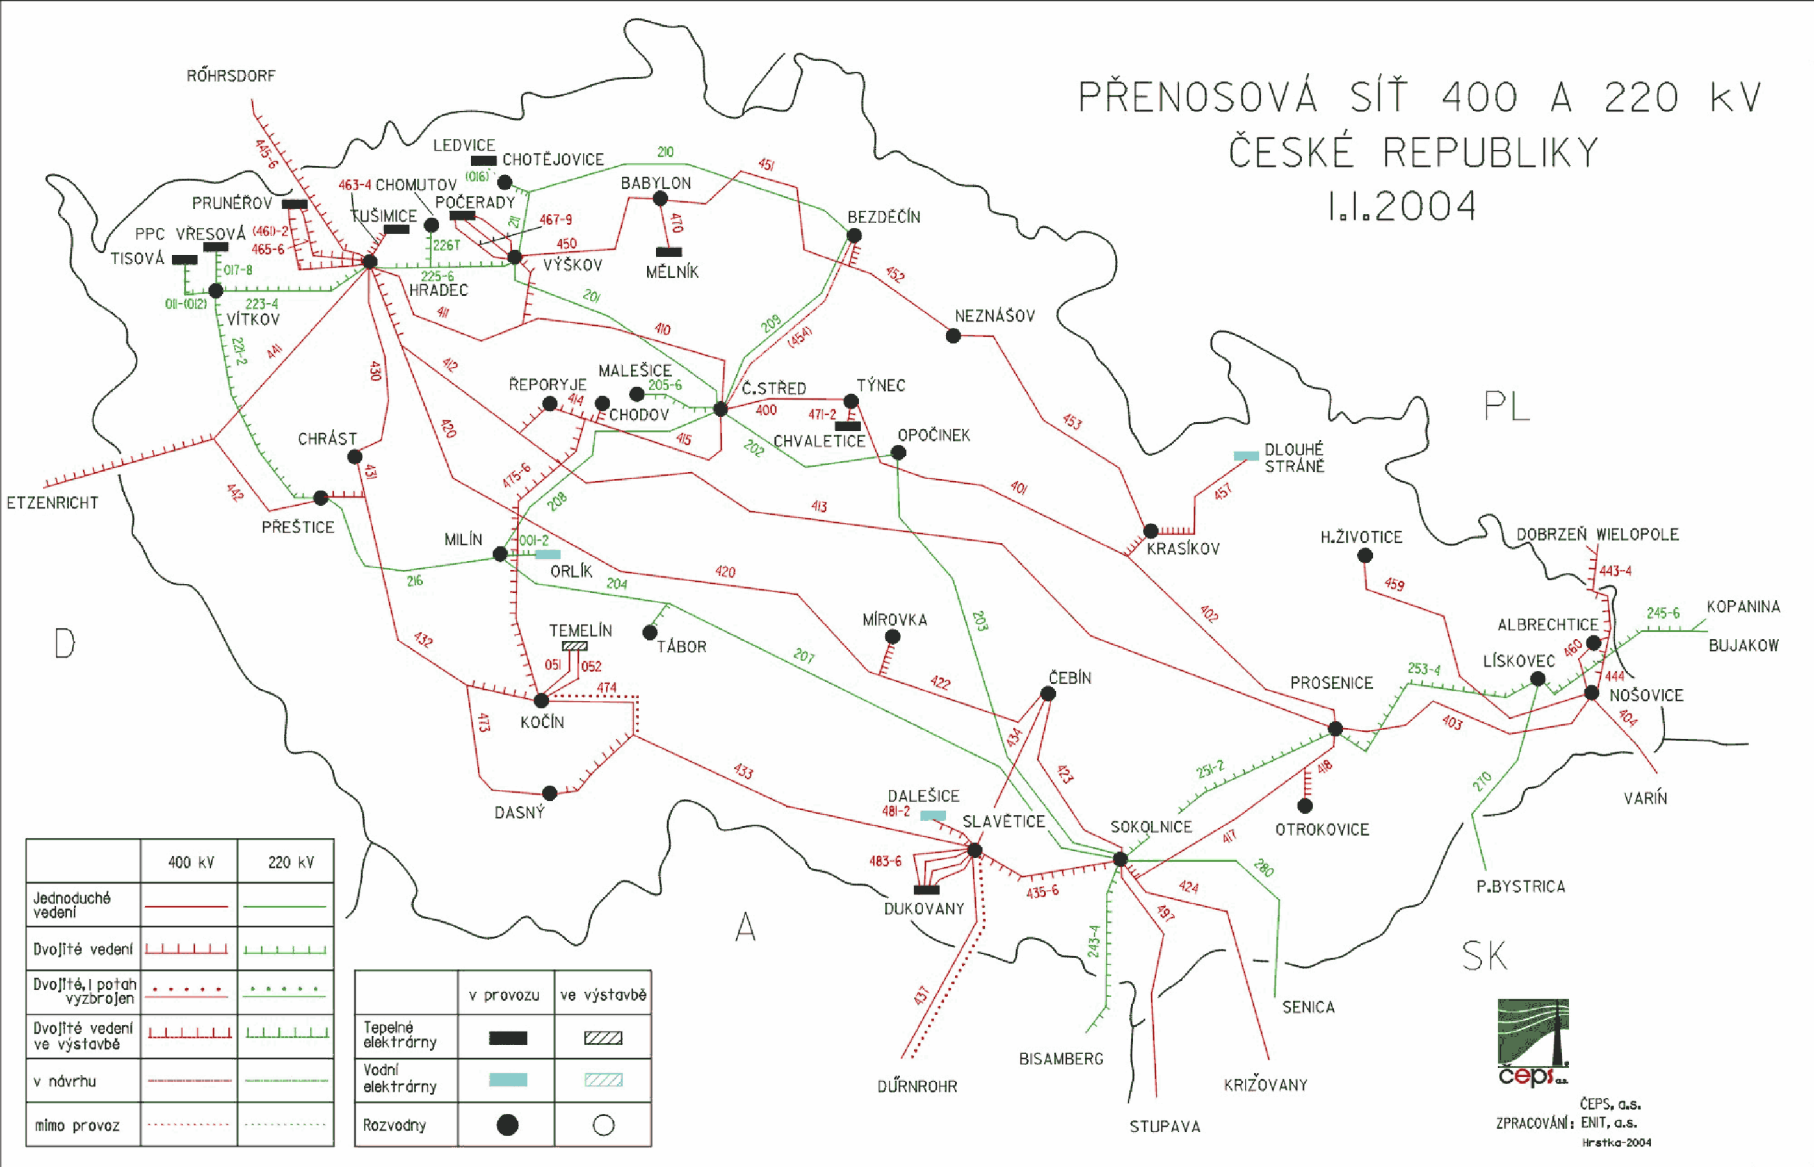 PŘENOSOVÁ SÍŤ 400 A 220 kV
ČESKÉ REPUBLIKY
1.1.2004
RŐHRSDORF
445-6
LEDVICE
CHOTĚJOVICE
(016)
210
451
463-4
CHOMUTOV
BABYLON
PRUNÉŘOV
TUŠIMICE
POČERADY
467-9
211
470
BEZDĚČÍN
PPC VŘESOVÁ
(461)-2
465-6
226T
450
TISOVÁ
017-8
VÝŠKOV
MĚLNÍK
452
225-6
HRADEC
011-(012)
223-4
VÍTKOV
201
411
410
209
(454)
NEZNÁŠOV
221-2
441
430
412
ŘEPORYJE
MALEŠICE
205-6
Č.STŘED
TÝNEC
414
CHODOV
400
471-2
CHVALETICE
OPOČINEK
453
PL
CHRÁST
420
415
202
DLOUHÉ
STRÁNĚ
431
475-6
442
208
401
457
413
ETZENRICHT
PŘEŠTICE
MILÍN
001-2
ORLÍK
KRASÍKOV
H.ŽIVOTICE
DOBRZEŇ WIELOPOLE
443-4
216
204
420
459
203
402
245-6
KOPANINA
ALBRECHTICE
BUJAKOW
D
432
TEMELÍN
TÁBOR
MÍROVKA
460
051
052
207
LÍSKOVEC
253-4
474
422
ČEBÍN
PROSENICE
444
NOŠOVICE
KOČÍN
473
434
403
404
433
423
251-2
418
270
DASNÝ
DALEŠICE
481-2
SLAVĚTICE
SOKOLNICE
417
OTROKOVICE
VARÍN
483-6
435-6
280
424
P.BYSTRICA
DUKOVANY
497
A
243-4
SK
437
SENICA
BISAMBERG
DŰRNROHR
KRIŽOVANY
STUPAVA
400 kV
220 kV
Jednoduché
vedení
Dvojité vedení
Dvojité, 1 potah
vyzbrojen
Dvojité vedení
ve výstavbě
v návrhu
mimo provoz
v provozu
ve výstavbě
Tepelné
elektrárny
Vodní
elektrárny
Rozvodny
čeps a.s.
ČEPS, a.s.
ZPRACOVÁNÍ: ENIT, a.s.
Hrstka-2004